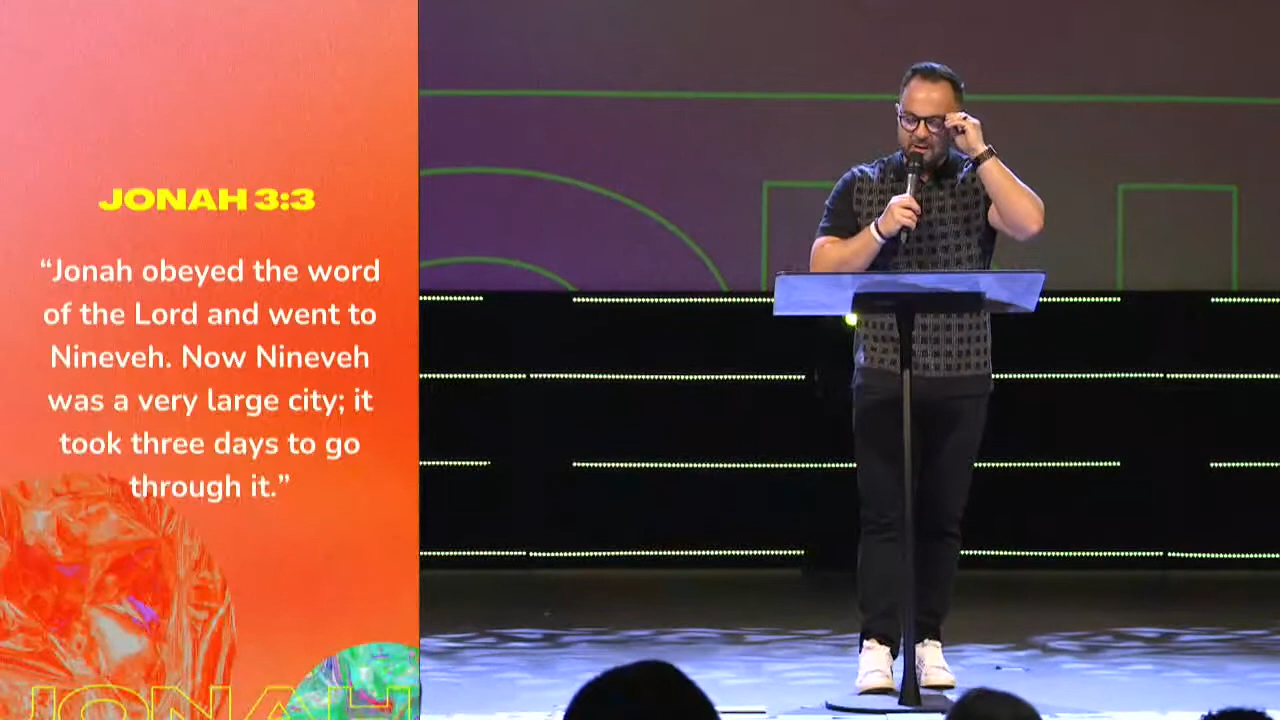 JONAH 3:3
“Jonah obeyed the word
of the Lord and went to
Nineveh. Now Nineveh
was a very large city; it
took three days to go
through it.”
JONAH